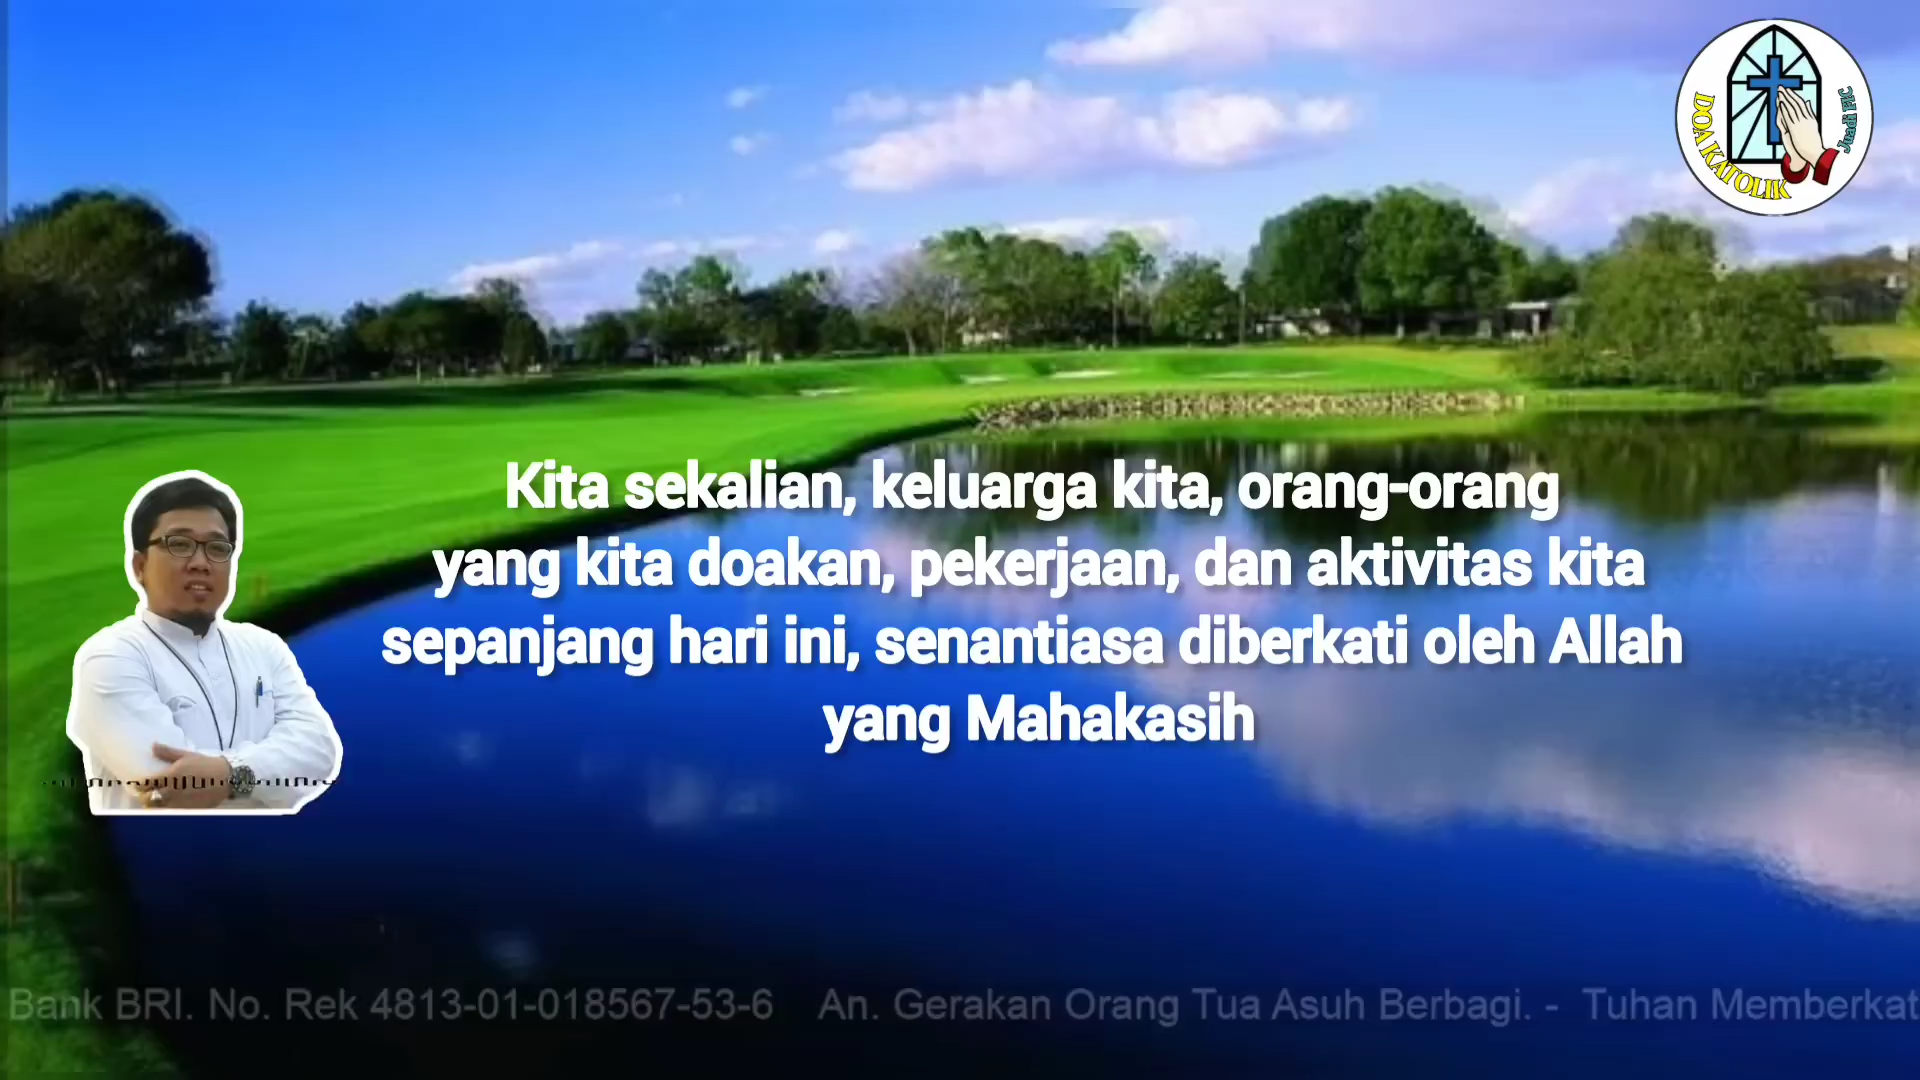 DOA KATOLIK
Juadi FIC
Kita sekalian, keluarga kita, orang-orang
yang kita doakan, pekerjaan, dan aktivitas kita
sepanjang hari ini, senantiasa diberkati oleh Allah
yang Mahakasih
Bank BRI. No. Rek 4813-01-018567-53-6 An. Gerakan Orang Tua Asuh Berbagi. - Tuhan Memberkat